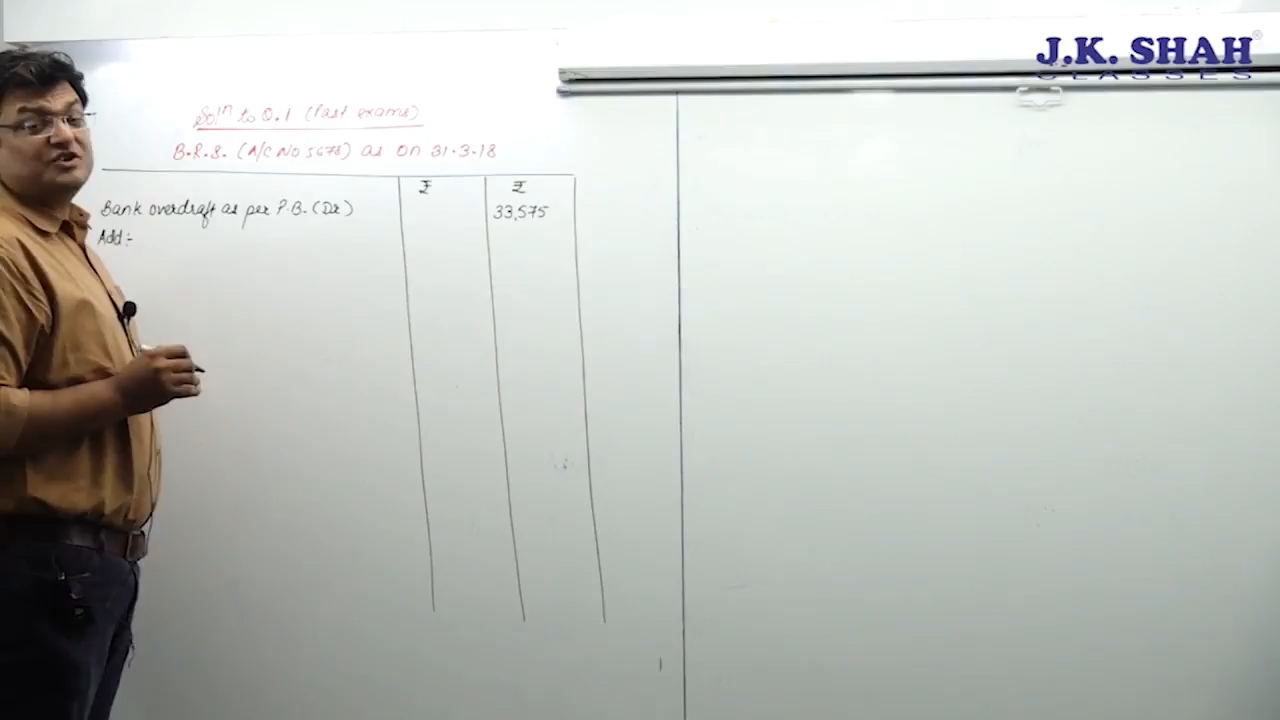 J.K. SHAH
CLASSES
Solⁿ to Q.1 (Past exams)
B.R.S. (A/C No 5678) as on 31-3-18
₹ ₹
Bank overdraft as per P.B. (Dr) 33,575
Add:-